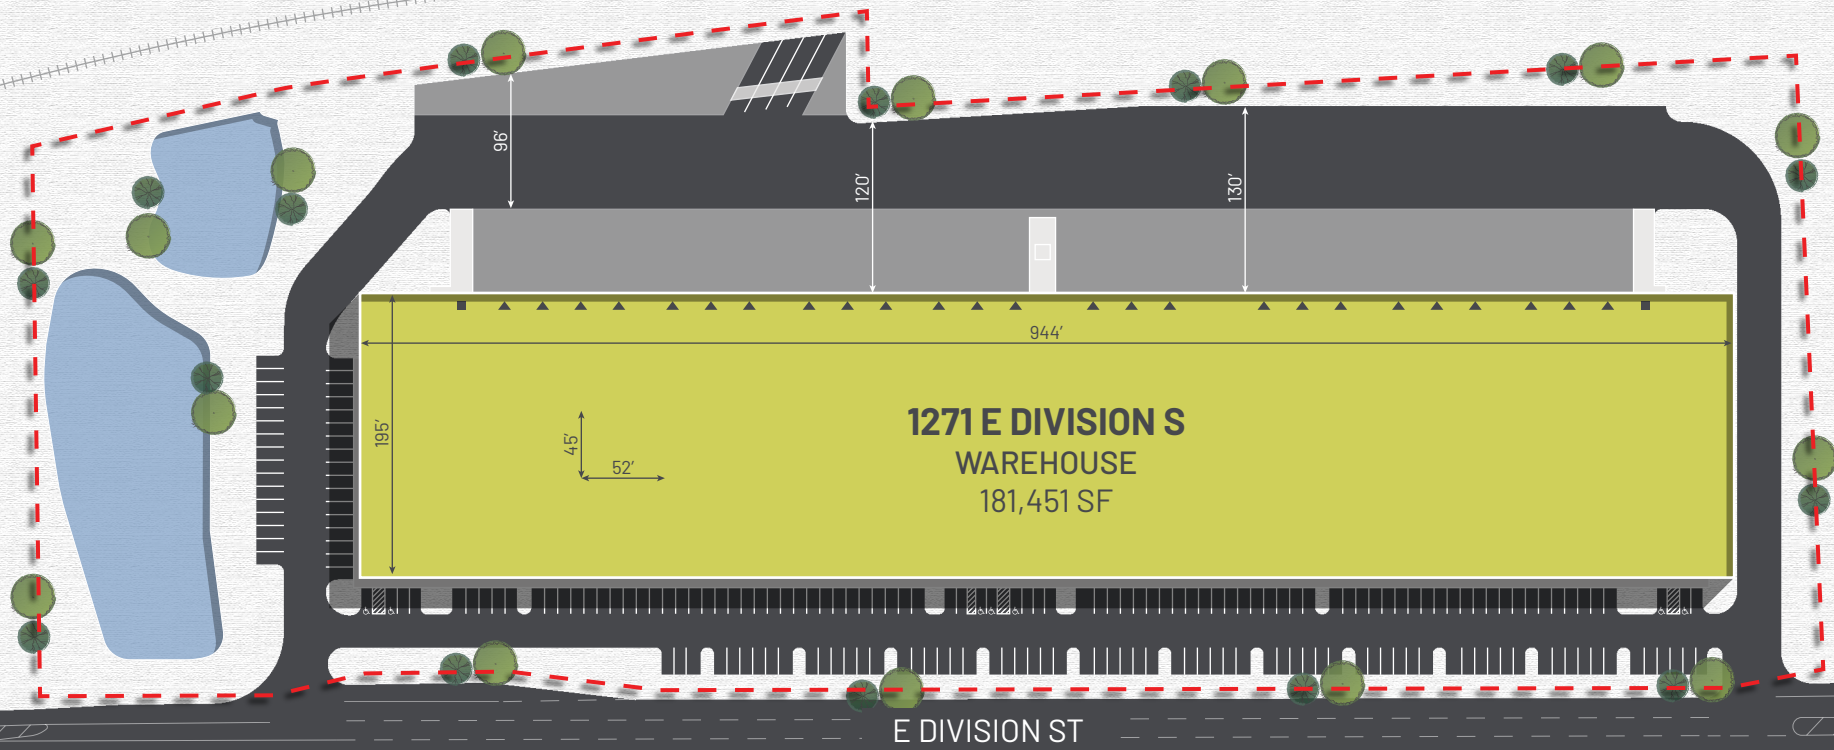 96′
120′
130′
944′
195′
45′
52′
1271 E DIVISION S
WAREHOUSE
181,451 SF
E DIVISION ST